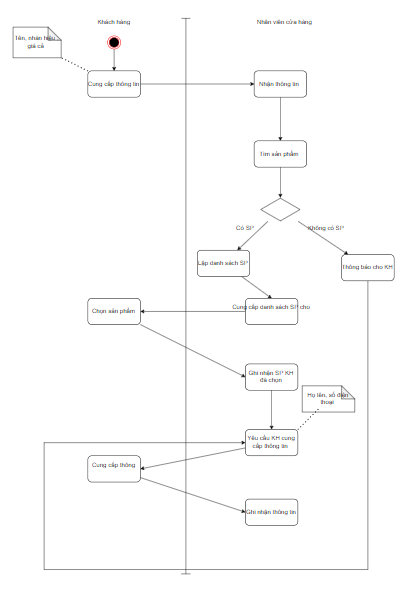 Khách hàng
Nhân viên cửa hàng
Tên, nhãn hiệu
giá cả
Cung cấp thông tin
Nhận thông tin
Tìm sản phẩm
Có SP
Không có SP
Lập danh sách SP
Thông báo cho KH
Cung cấp danh sách SP cho
Chọn sản phẩm
Ghi nhận SP KH
đã chọn
Họ tên, số điện
thoại
Yêu cầu KH cung
cấp thông tin
Cung cấp thông
Ghi nhận thông tin